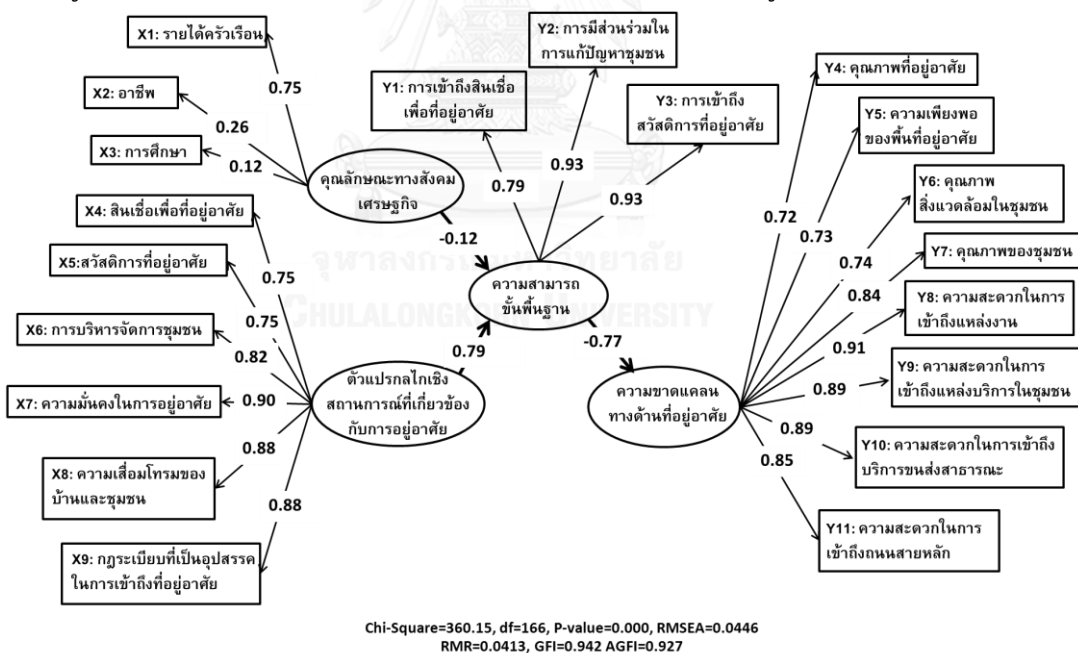 X1: รายได้ครัวเรือน
0.75
X2: อาชีพ
0.26
X3: การศึกษา
0.12
คุณลักษณะทางสังคม
เศรษฐกิจ
-0.12
Y1: การเข้าถึงสินเชื่อ
เพื่อที่อยู่อาศัย
0.79
Y2: การมีส่วนร่วมใน
การแก้ปัญหาชุมชน
0.93
Y3: การเข้าถึง
สวัสดิการที่อยู่อาศัย
0.93
จุฬาลงกรณ์มหาวิทยาลัย
CHULALONGKORN UNIVERSITY
ความสามารถ
ขั้นพื้นฐาน
X4: สินเชื่อเพื่อที่อยู่อาศัย
0.75
X5:สวัสดิการที่อยู่อาศัย
0.75
X6: การบริหารจัดการชุมชน
0.82
X7: ความมั่นคงในการอยู่อาศัย
0.90
X8: ความเสื่อมโทรมของ
บ้านและชุมชน
0.88
X9: กฎระเบียบที่เป็นอุปสรรค
ในการเข้าถึงที่อยู่อาศัย
0.88
ตัวแปรกลไกเชิง
สถานการณ์ที่เกี่ยวข้อง
กับการอยู่อาศัย
0.79
-0.77
ความขาดแคลน
ทางด้านที่อยู่อาศัย
Y4: คุณภาพที่อยู่อาศัย
0.72
Y5: ความเพียงพอ
ของพื้นที่อยู่อาศัย
0.73
Y6: คุณภาพ
สิ่งแวดล้อมในชุมชน
0.74
Y7: คุณภาพของชุมชน
0.84
Y8: ความสะดวกในการ
เข้าถึงแหล่งงาน
0.91
Y9: ความสะดวกในการ
เข้าถึงแหล่งบริการในชุมชน
0.89
Y10: ความสะดวกในการเข้าถึง
บริการขนส่งสาธารณะ
0.89
Y11: ความสะดวกในการ
เข้าถึงถนนสายหลัก
0.85
Chi-Square=360.15, df=166, P-value=0.000, RMSEA=0.0446
RMR=0.0413, GFI=0.942 AGFI=0.927